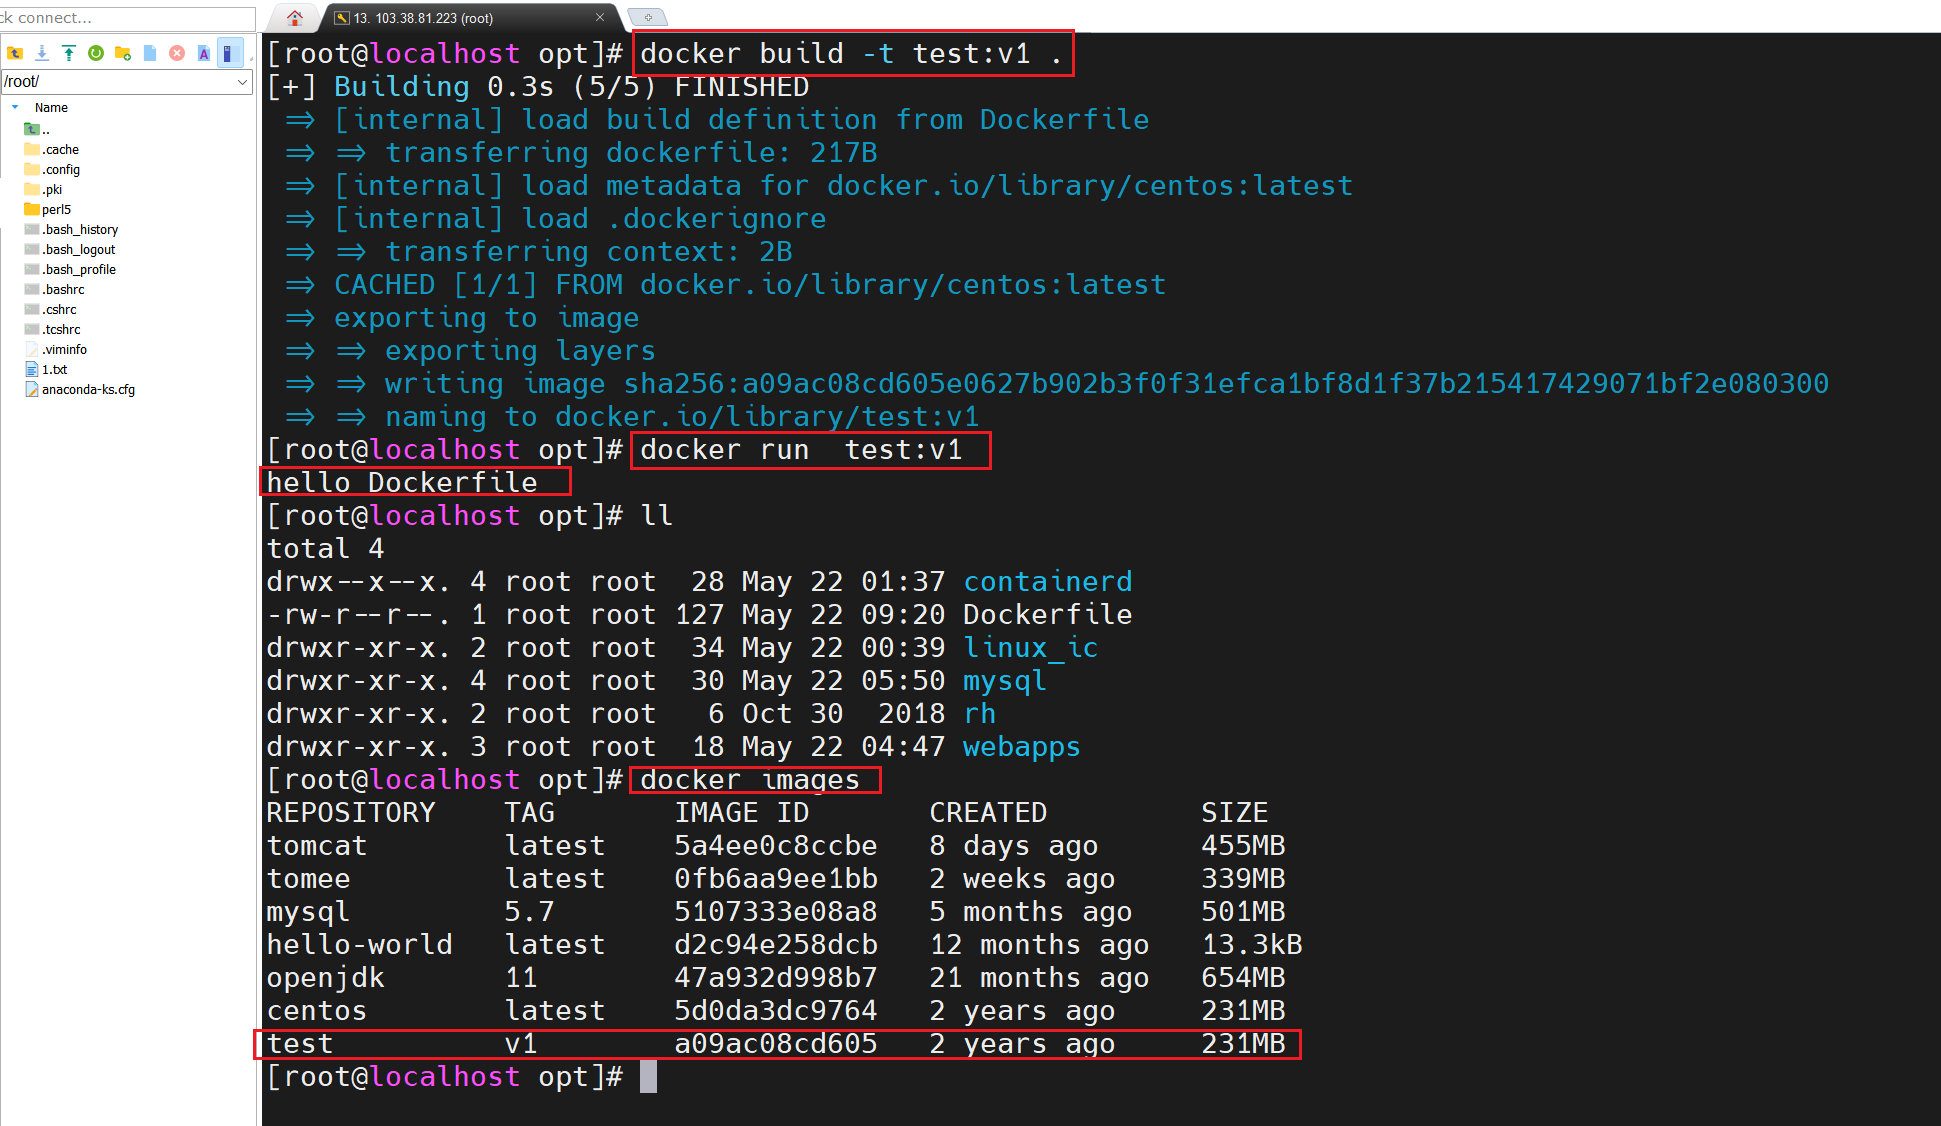 ck connect...
13. 103.38.81.223 (root)
/root/
Name
..
.cache
.config
.pki
perl5
.bash_history
.bash_logout
.bash_profile
.bashrc
.cshrc
.tcshrc
.viminfo
1.txt
anaconda-ks.cfg
[root@localhost opt]# docker build -t test:v1 .
[+] Building 0.3s (5/5) FINISHED
=> [internal] load build definition from Dockerfile
=> => transferring dockerfile: 217B
=> [internal] load metadata for docker.io/library/centos:latest
=> [internal] load .dockerignore
=> => transferring context: 2B
=> CACHED [1/1] FROM docker.io/library/centos:latest
=> exporting to image
=> => exporting layers
=> => writing image sha256:a09ac08cd605e0627b902b3f0f31efca1bf8d1f37b215417429071bf2e080300
=> => naming to docker.io/library/test:v1
[root@localhost opt]# docker run  test:v1
hello Dockerfile
[root@localhost opt]# ll
total 4
drwx--x--x. 4 root root  28 May 22 01:37 containerd
-rw-r--r--. 1 root root 127 May 22 09:20 Dockerfile
drwxr-xr-x. 2 root root  34 May 22 00:39 linux_ic
drwxr-xr-x. 4 root root  30 May 22 05:50 mysql
drwxr-xr-x. 2 root root   6 Oct 30  2018 rh
drwxr-xr-x. 3 root root  18 May 22 04:47 webapps
[root@localhost opt]# docker images
REPOSITORY    TAG       IMAGE ID       CREATED         SIZE
tomcat        latest    5a4ee0c8ccbe   8 days ago      455MB
tomee         latest    0fb6aa9ee1bb   2 weeks ago     339MB
mysql         5.7       5107333e08a8   5 months ago    501MB
hello-world   latest    d2c94e258dcb   12 months ago   13.3kB
openjdk       11        47a932d998b7   21 months ago   654MB
centos        latest    5d0da3dc9764   2 years ago     231MB
test          v1        a09ac08cd605   2 years ago     231MB
[root@localhost opt]#